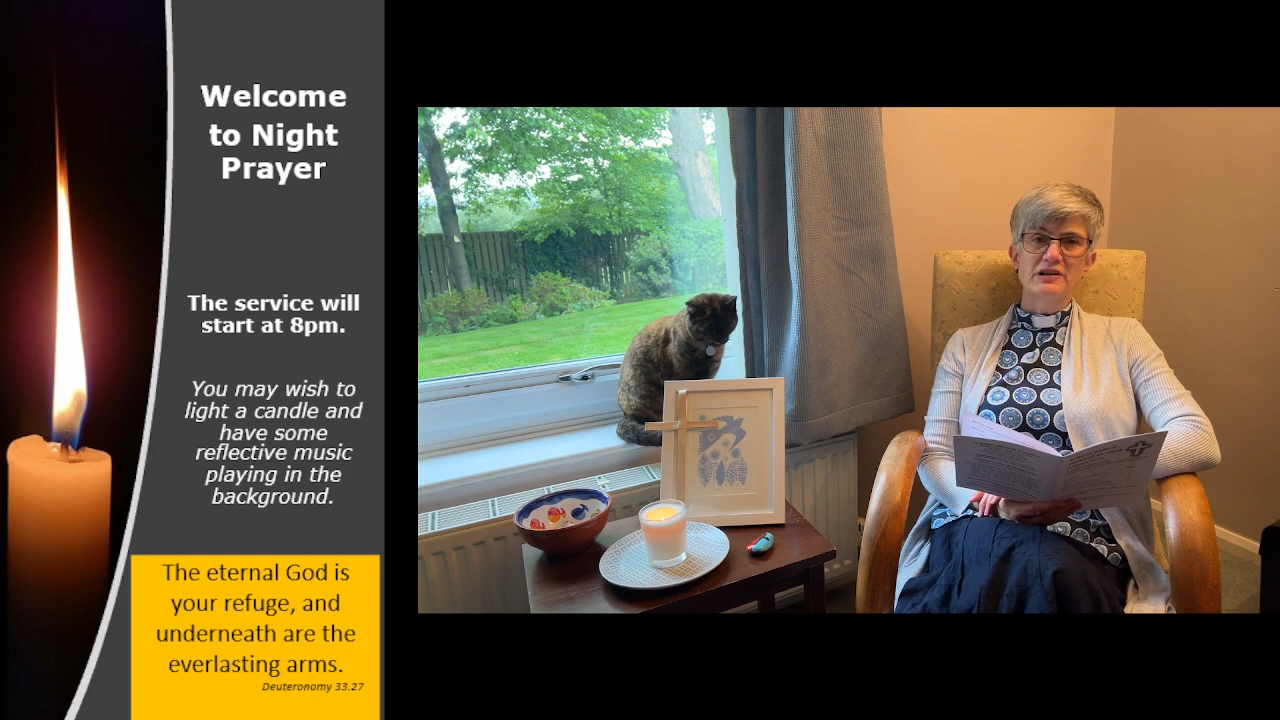 Welcome
to Night
Prayer
The service will
start at 8pm.
You may wish to
light a candle and
have some
reflective music
playing in the
background.
The eternal God is
your refuge, and
underneath are the
everlasting arms.
Deuteronomy 33.27